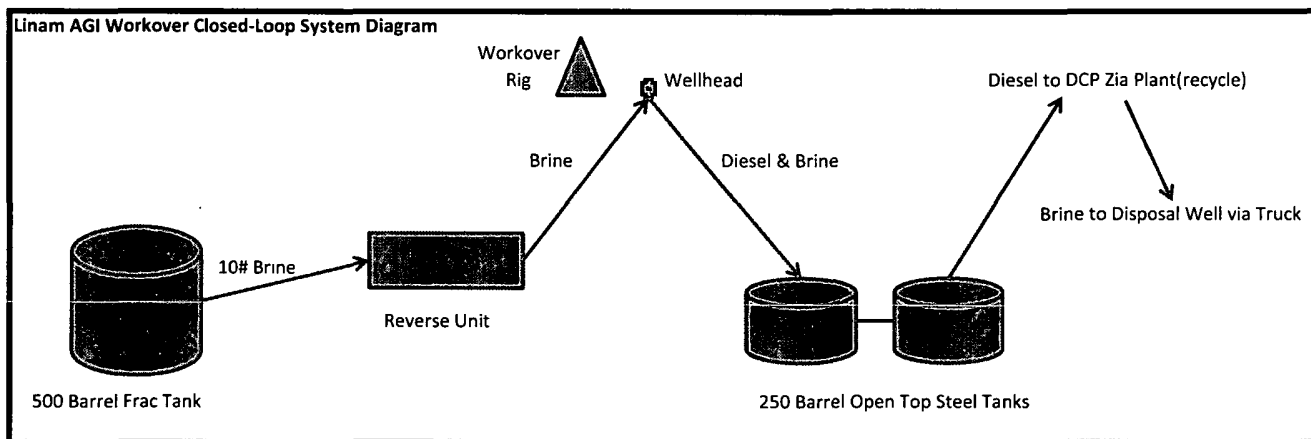 Linam AGI Workover Closed-Loop System Diagram
Workover
Rig
Wellhead
Diesel to DCP Zia Plant(recycle)
Brine
Diesel & Brine
Brine to Disposal Well via Truck
10# Brine
Reverse Unit
500 Barrel Frac Tank
250 Barrel Open Top Steel Tanks